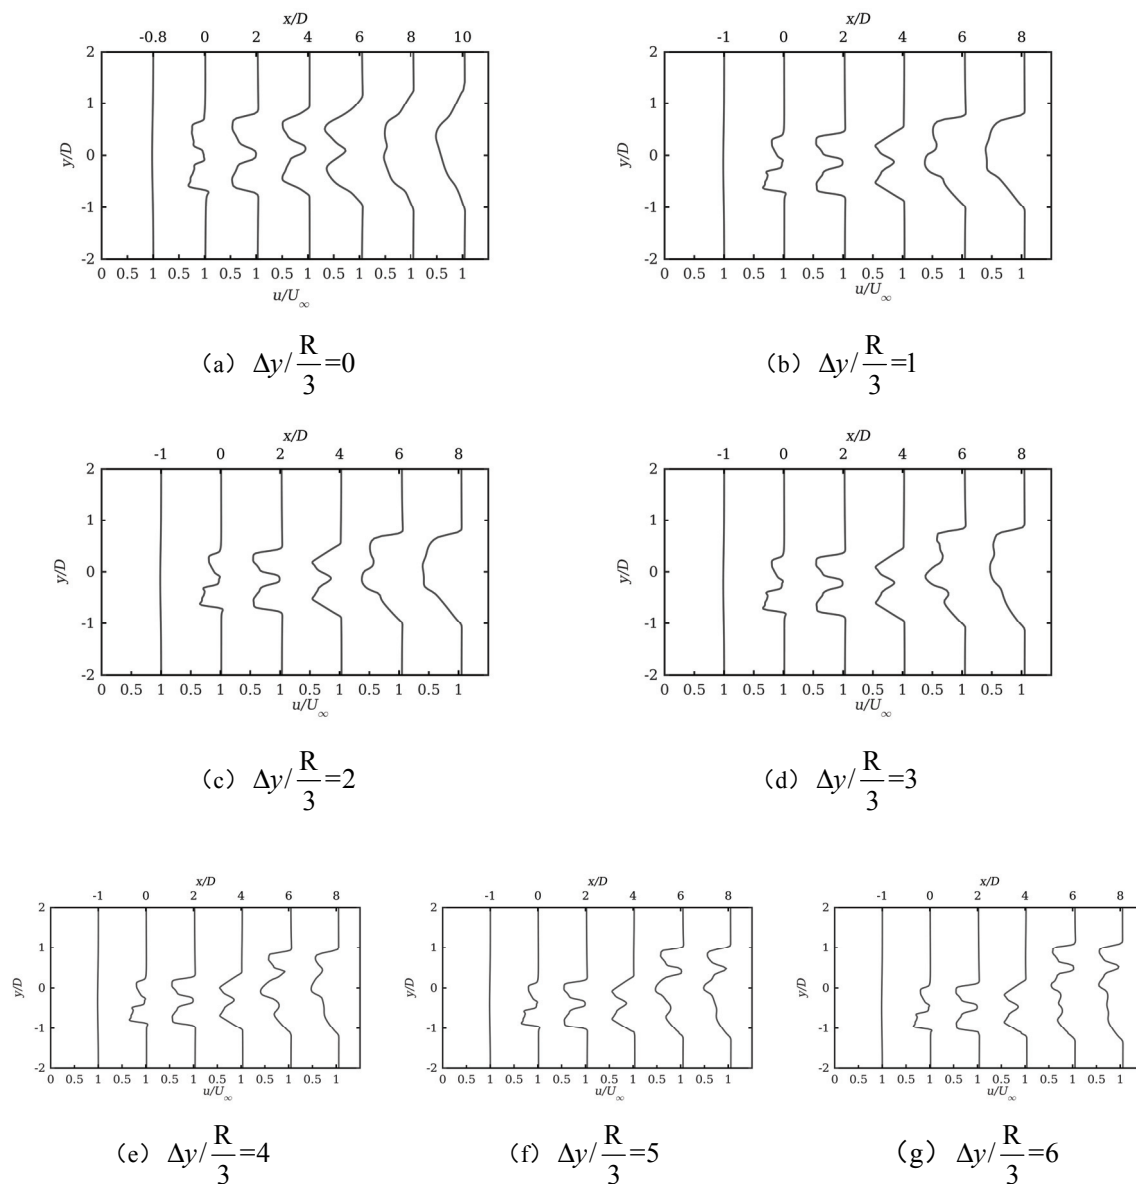 x/D
-0.8 0 2 4 6 8 10
2
1
0
-1
-2
y/D
0 0.5 1 0.5 1 0.5 1 0.5 1 0.5 1 0.5 1 0.5 1
u/U∞
（a） Δy/R/3=0
x/D
-1 0 2 4 6 8
2
1
0
-1
-2
y/D
0 0.5 1 0.5 1 0.5 1 0.5 1 0.5 1 0.5 1
u/U∞
（b） Δy/R/3=1
x/D
-1 0 2 4 6 8
2
1
0
-1
-2
y/D
0 0.5 1 0.5 1 0.5 1 0.5 1 0.5 1 0.5 1
u/U∞
（c） Δy/R/3=2
x/D
-1 0 2 4 6 8
2
1
0
-1
-2
y/D
0 0.5 1 0.5 1 0.5 1 0.5 1 0.5 1 0.5 1
u/U∞
（d） Δy/R/3=3
x/D
-1 0 2 4 6 8
2
1
0
-1
-2
y/D
0 0.5 1 0.5 1 0.5 1 0.5 1 0.5 1 0.5 1
u/U∞
（e） Δy/R/3=4
x/D
-1 0 2 4 6 8
2
1
0
-1
-2
y/D
0 0.5 1 0.5 1 0.5 1 0.5 1 0.5 1 0.5 1
u/U∞
（f） Δy/R/3=5
x/D
-1 0 2 4 6 8
2
1
0
-1
-2
y/D
0 0.5 1 0.5 1 0.5 1 0.5 1 0.5 1 0.5 1
u/U∞
（g） Δy/R/3=6